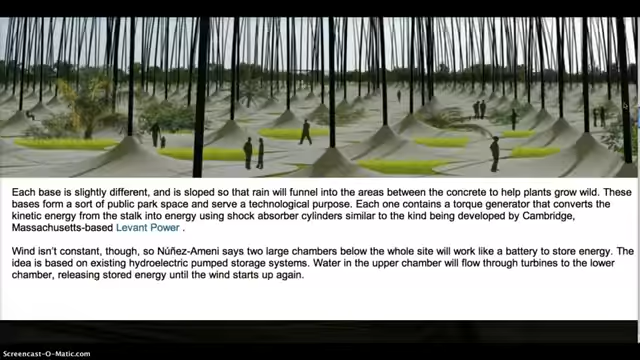 Each base is slightly different, and is sloped so that rain will funnel into the areas between the concrete to help plants grow wild. These
bases form a sort of public park space and serve a technological purpose. Each one contains a torque generator that converts the
kinetic energy from the stalk into energy using shock absorber cylinders similar to the kind being developed by Cambridge,
Massachusetts-based Levant Power .
Wind isn't constant, though, so Núñez-Ameni says two large chambers below the whole site will work like a battery to store energy. The
idea is based on existing hydroelectric pumped storage systems. Water in the upper chamber will flow through turbines to the lower
chamber, releasing stored energy until the wind starts up again.
Screencast-O-Matic.com